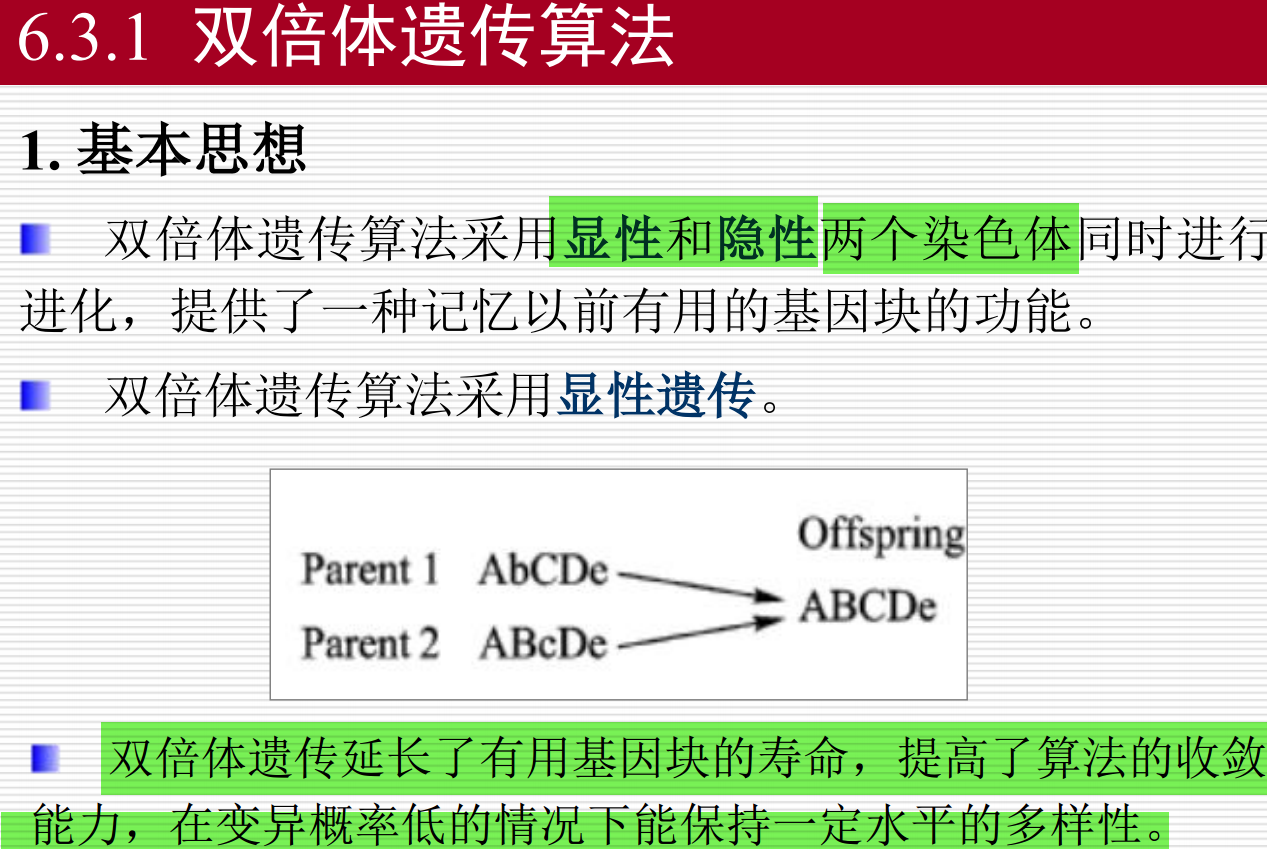 6.3.1 双倍体遗传算法
1. 基本思想
双倍体遗传算法采用显性和隐性两个染色体同时进行
进化，提供了一种记忆以前有用的基因块的功能。
双倍体遗传算法采用显性遗传。
Offspring
Parent 1 AbCDe
ABCDe
Parent 2 ABcDe
双倍体遗传延长了有用基因块的寿命，提高了算法的收敛
能力，在变异概率低的情况下能保持一定水平的多样性。